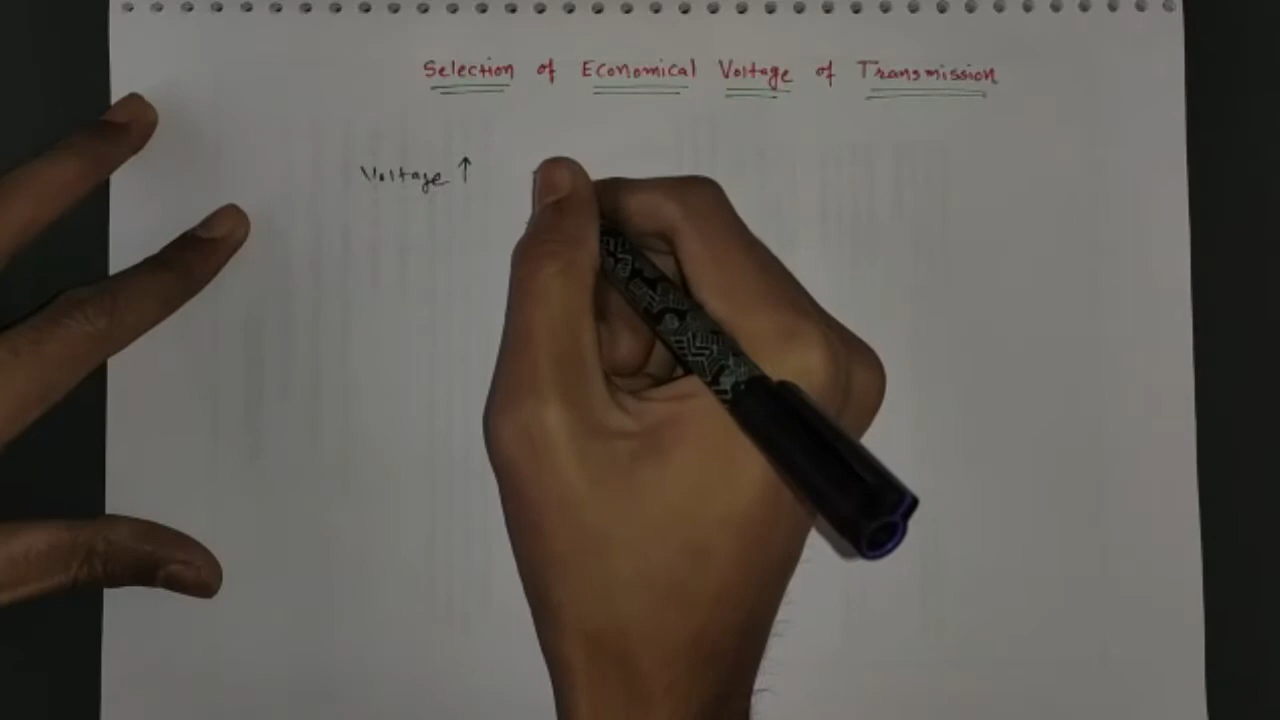 Selection of Economical Voltage of Transmission
Voltage ↑